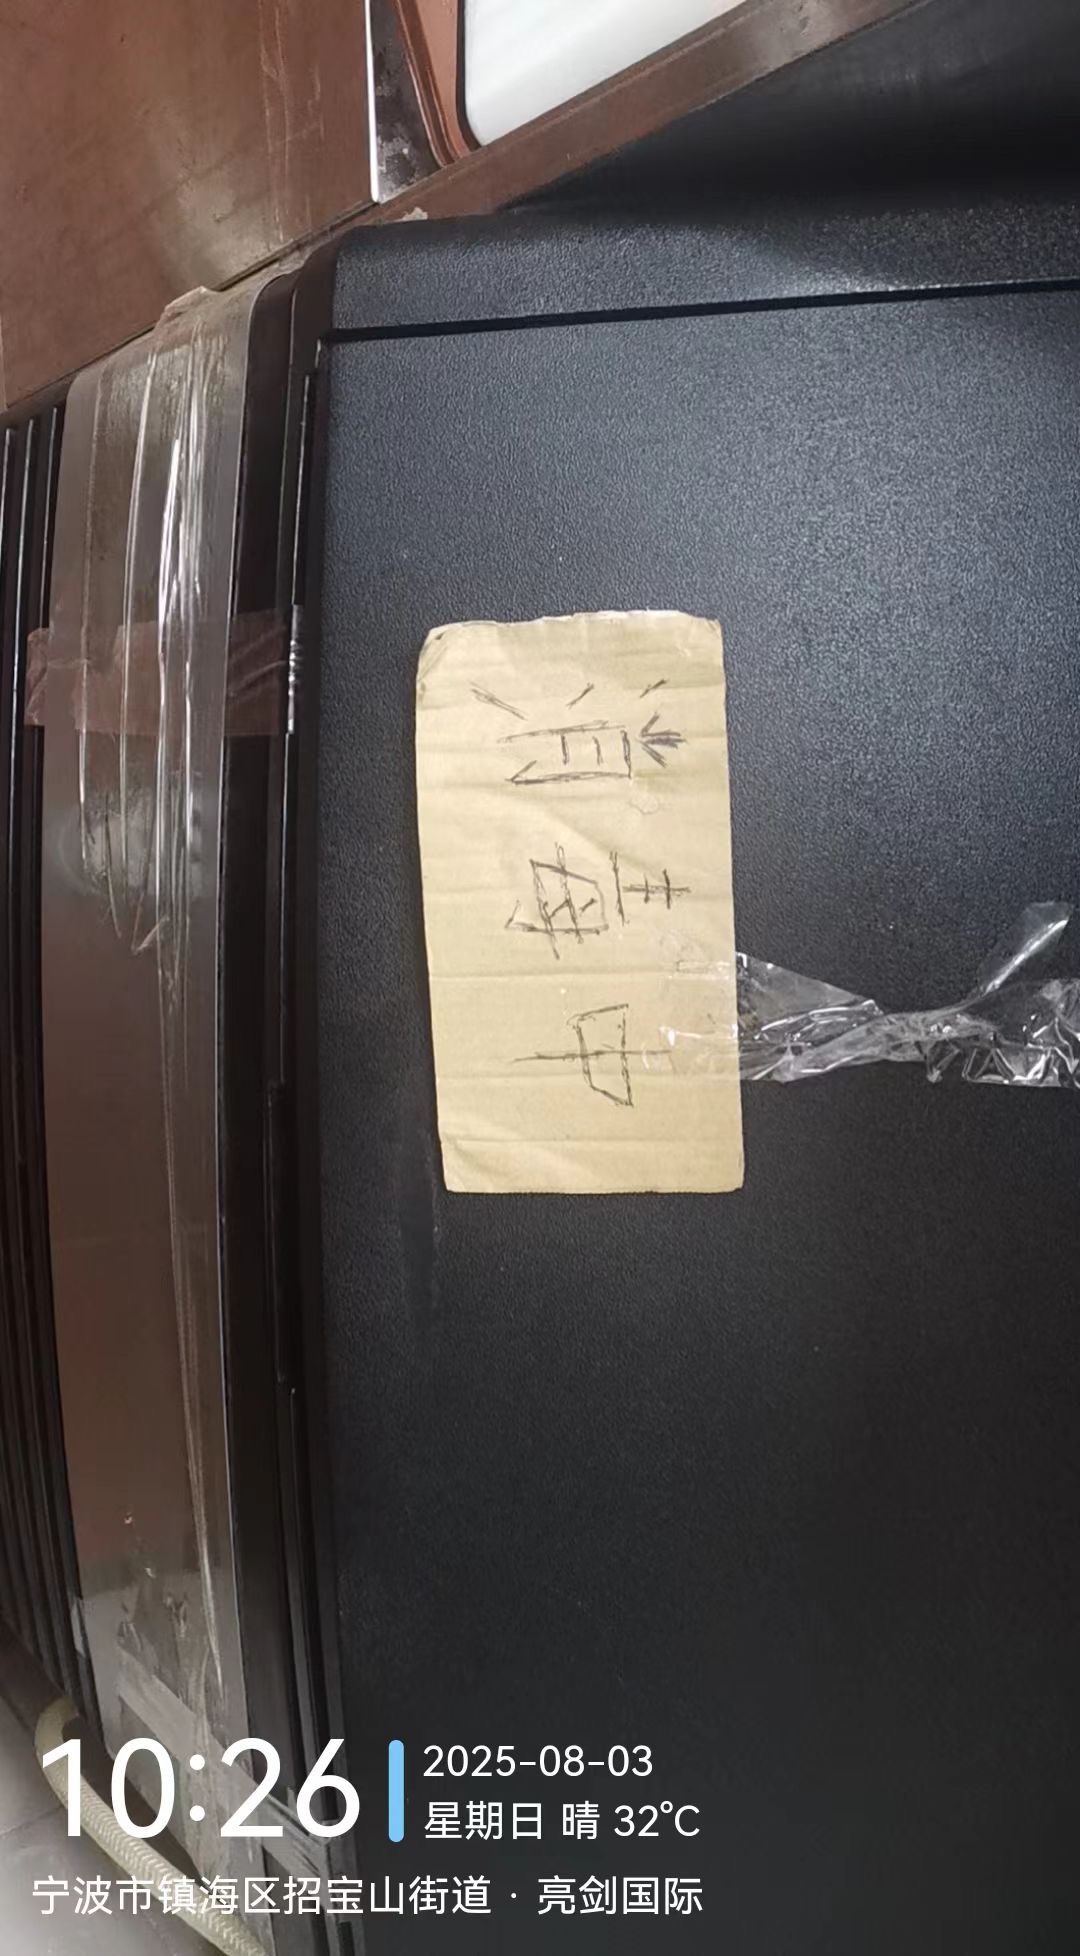 消毒中
10:26
2025-08-03
星期日 晴 32℃
宁波市镇海区招宝山街道 · 亮剑国际